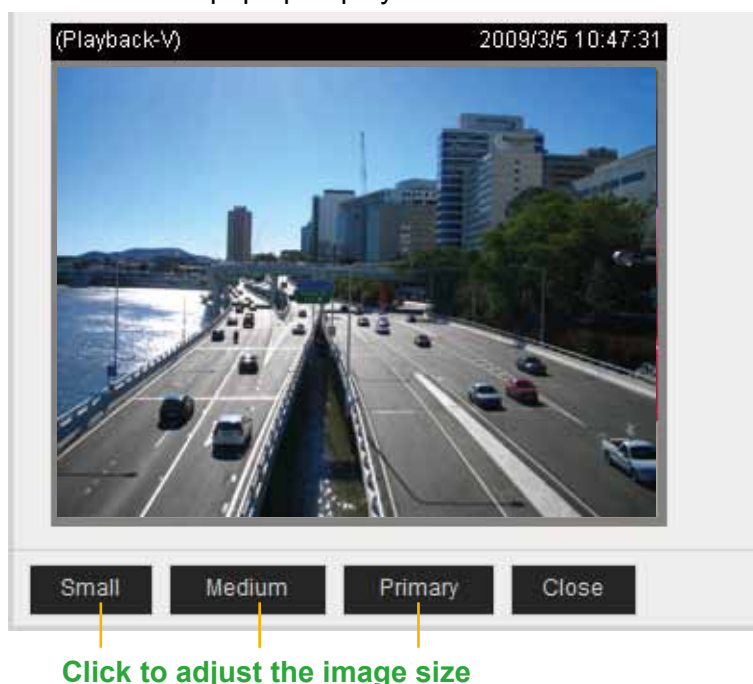 (Playback-V) 2009/3/5 10:47:31
Small Medium Primary Close
Click to adjust the image size